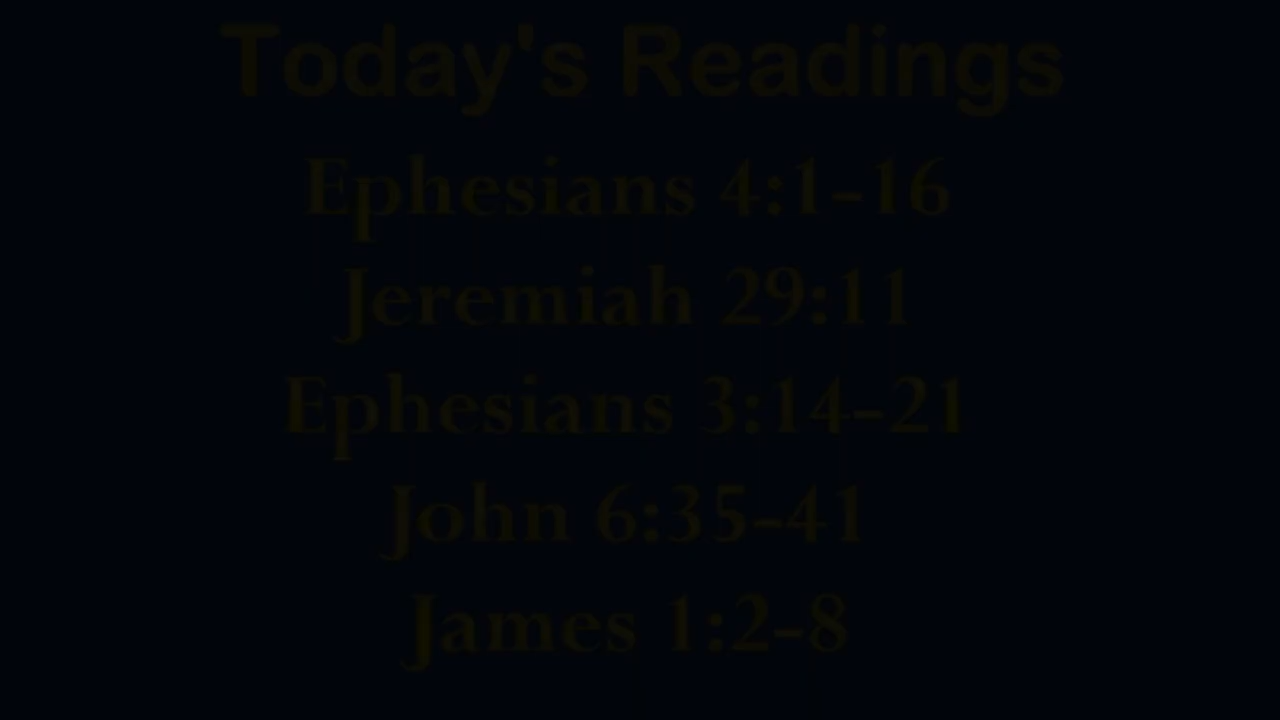 Today's Readings
Ephesians 4:1-16
Jeremiah 29:11
Ephesians 3:14-21
John 6:35-41
James 1:2-8